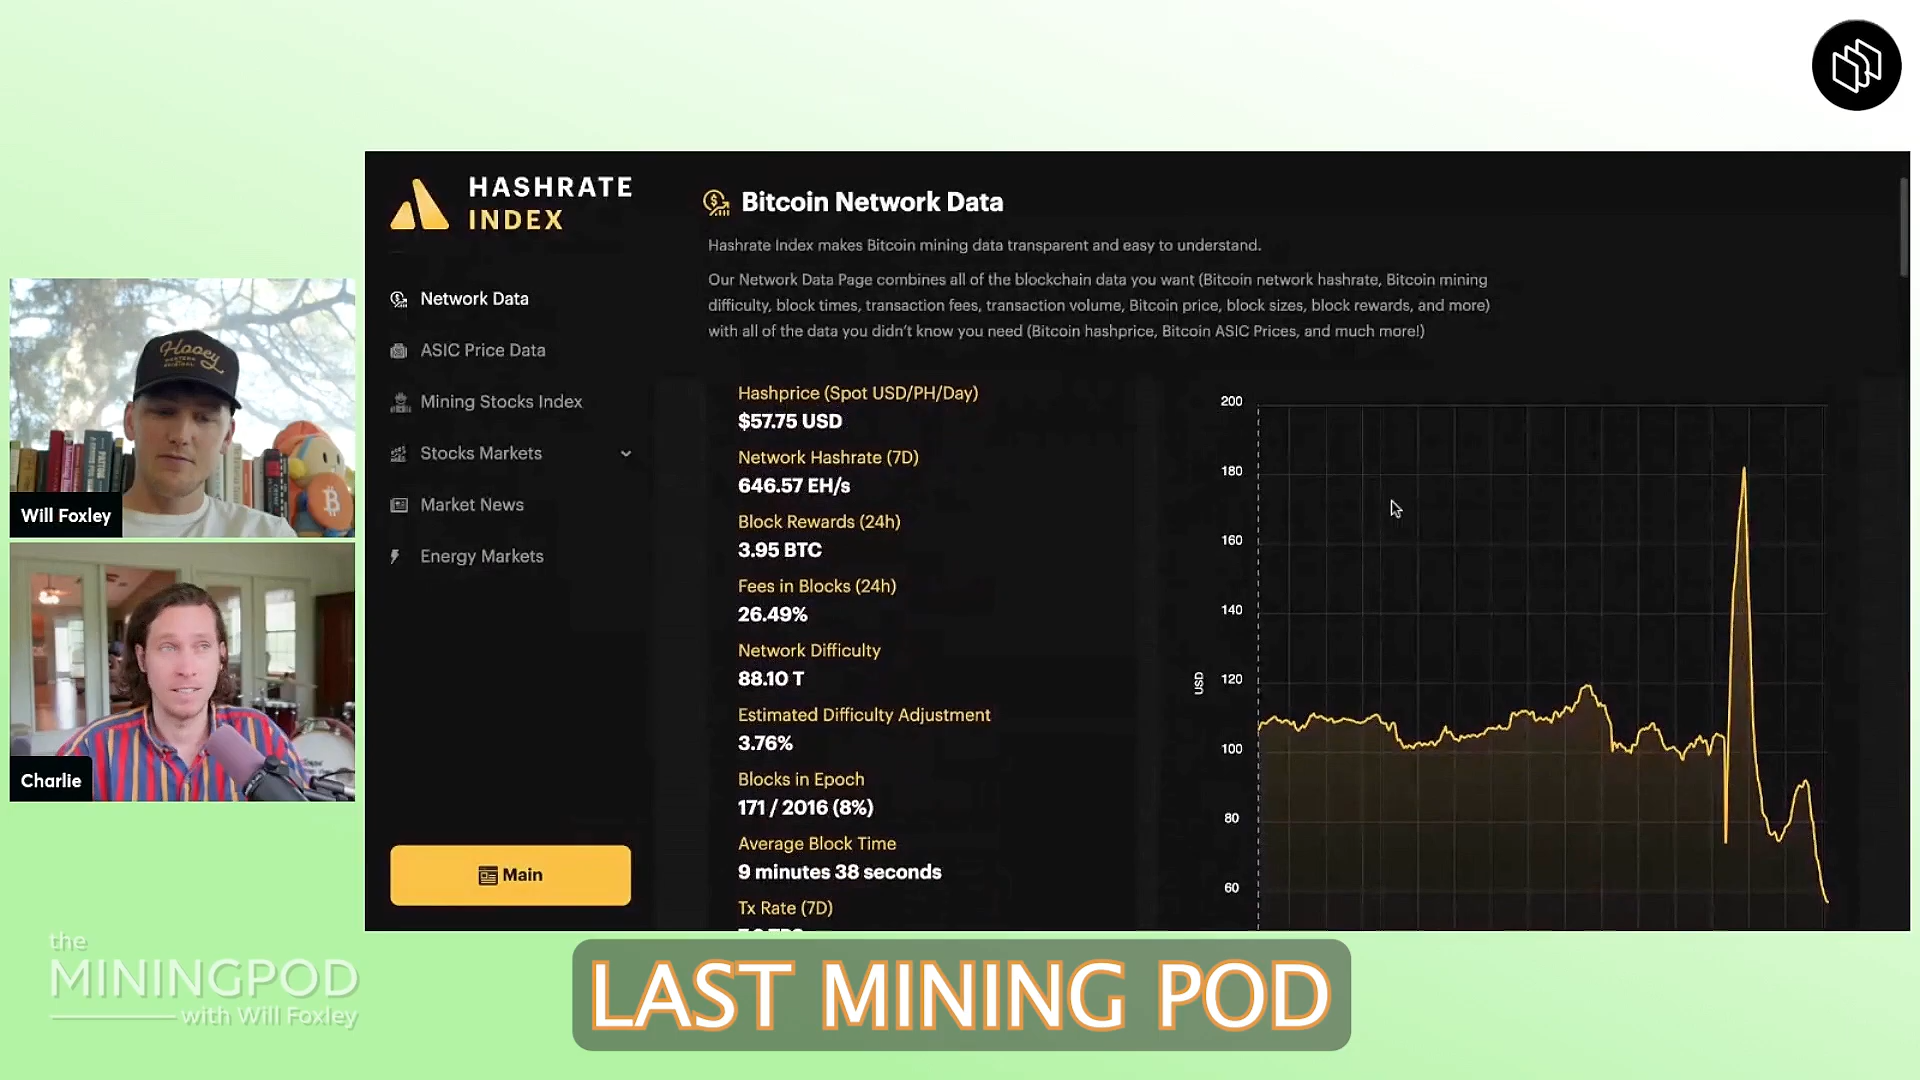 HASHRATE
INDEX
Network Data
ASIC Price Data
Mining Stocks Index
Stocks Markets
Market News
Energy Markets
Main
Bitcoin Network Data
Hashrate Index makes Bitcoin mining data transparent and easy to understand.
Our Network Data Page combines all of the blockchain data you want (Bitcoin network hashrate, Bitcoin mining
difficulty, block times, transaction fees, transaction volume, Bitcoin price, block sizes, block rewards, and more)
with all of the data you didn't know you need (Bitcoin hashprice, Bitcoin ASIC Prices, and much more!)
Hashprice (Spot USD/PH/Day)
$57.75 USD
Network Hashrate (7D)
646.57 EH/s
Block Rewards (24h)
3.95 BTC
Fees in Blocks (24h)
26.49%
Network Difficulty
88.10 T
Estimated Difficulty Adjustment
3.76%
Blocks in Epoch
171 / 2016 (8%)
Average Block Time
9 minutes 38 seconds
Tx Rate (7D)
200
180
160
140
120
100
80
60
USD
Hooey
Will Foxley
Charlie
the
MININGPOD
with Will Foxley
LAST MINING POD